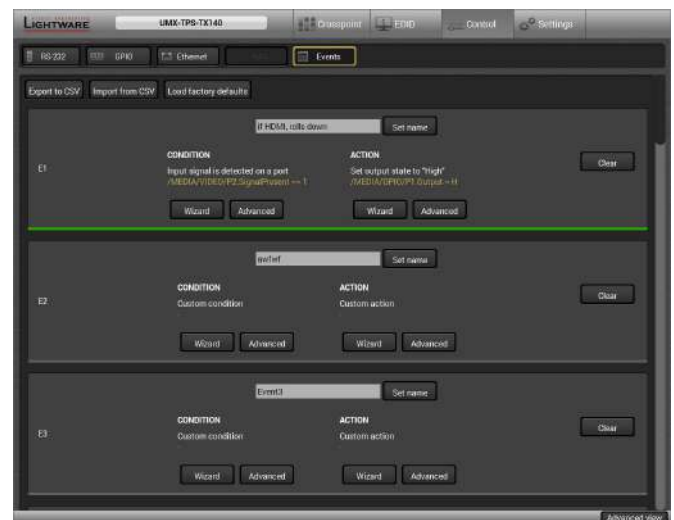 LIGHTWARE UMX-TPS-TX140 Crosspoint EDID Control Settings
RS-232 GPIO Ethernet Events
Export to CSV Import from CSV Load factory defaults
If HDMI, rolls down Set name
CONDITION ACTION
E1 Input signal is detected on a port Set output state to "High" Clear
/MEDIA/VIDEO/P2.SignalPresent == 1 /MEDIA/GPIO/P1.Output = H
Wizard Advanced Wizard Advanced
Set name
CONDITION ACTION
E2 Custom condition Custom action Clear
Wizard Advanced Wizard Advanced
Event3 Set name
CONDITION ACTION
E3 Custom condition Custom action Clear
Wizard Advanced Wizard Advanced
Advanced view